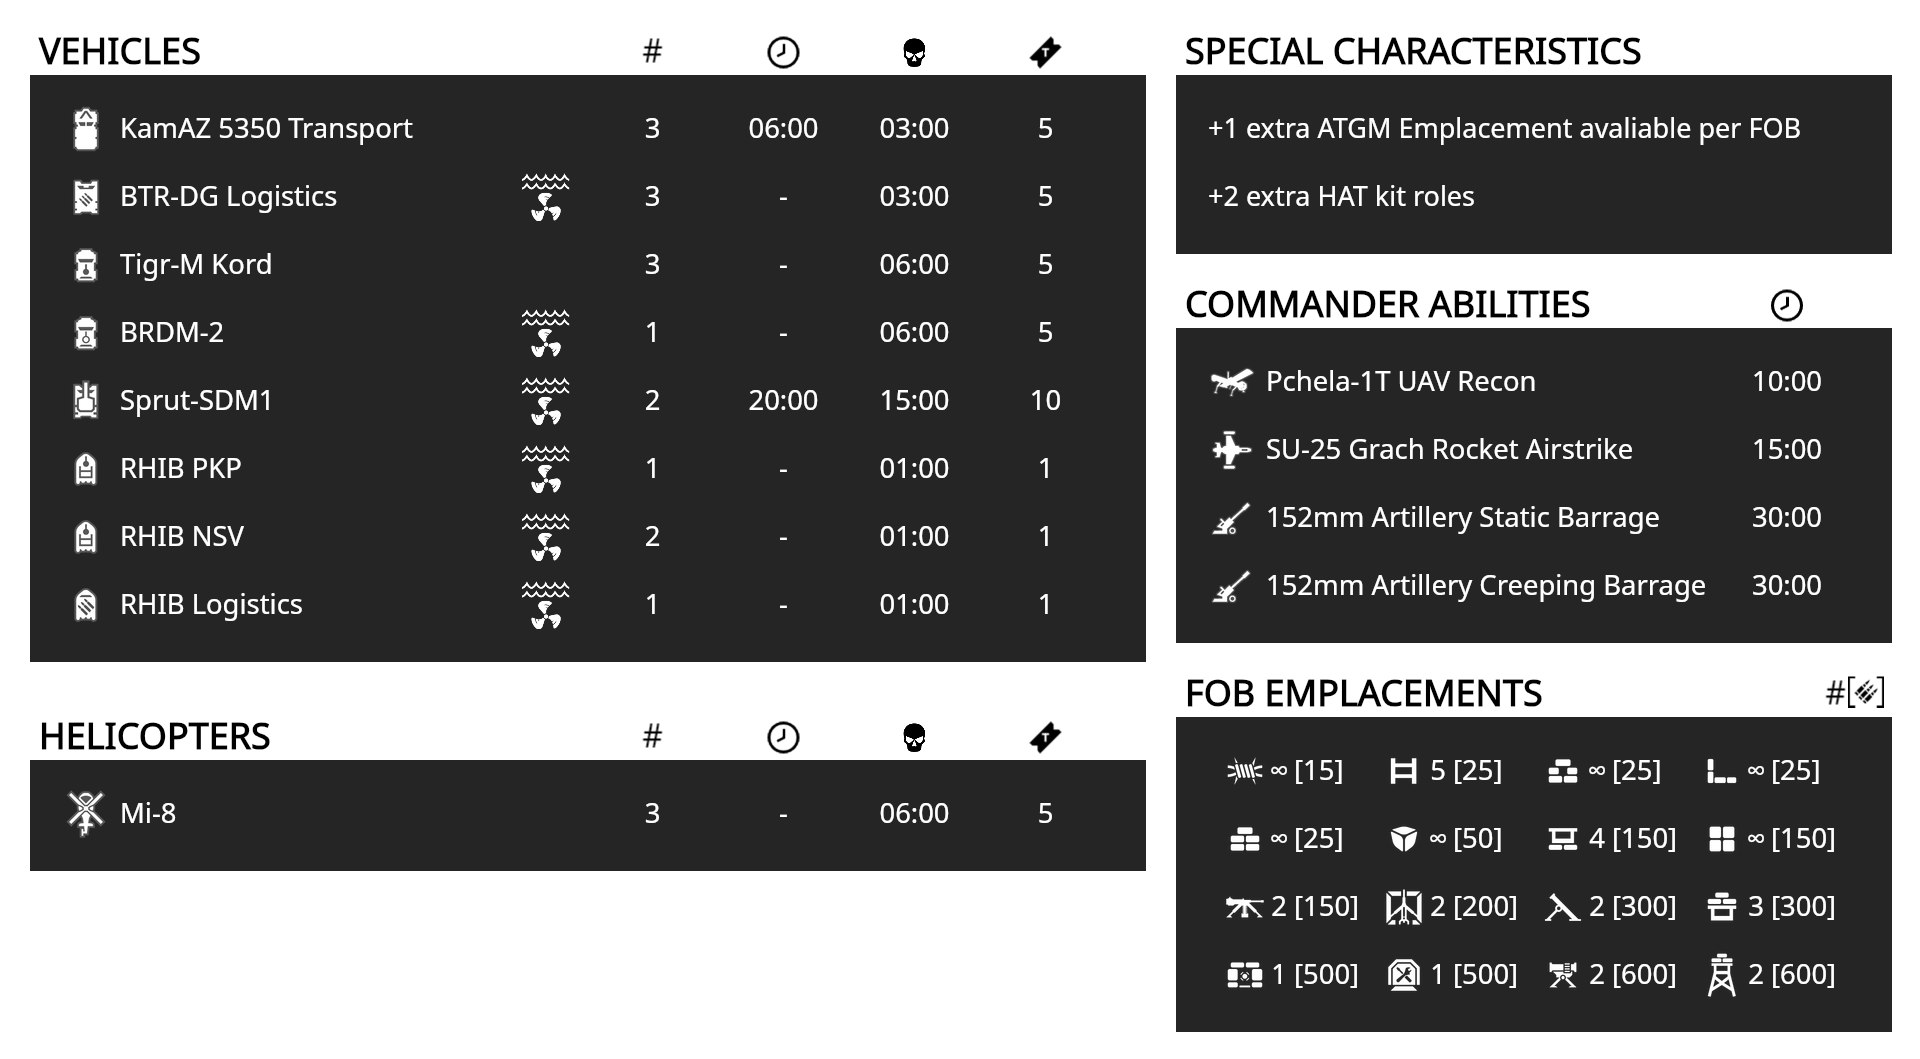 VEHICLES #
KamAZ 5350 Transport 3 06:00 03:00 5
BTR-DG Logistics 3 - 03:00 5
Tigr-M Kord 3 - 06:00 5
BRDM-2 1 - 06:00 5
Sprut-SDM1 2 20:00 15:00 10
RHIB PKP 1 - 01:00 1
RHIB NSV 2 - 01:00 1
RHIB Logistics 1 - 01:00 1
HELICOPTERS #
Mi-8 3 - 06:00 5
SPECIAL CHARACTERISTICS
+1 extra ATGM Emplacement avaliable per FOB
+2 extra HAT kit roles
COMMANDER ABILITIES
Pchela-1T UAV Recon 10:00
SU-25 Grach Rocket Airstrike 15:00
152mm Artillery Static Barrage 30:00
152mm Artillery Creeping Barrage 30:00
FOB EMPLACEMENTS #[]
∞ [15] 5 [25] ∞ [25] ∞ [25]
∞ [25] ∞ [50] 4 [150] ∞ [150]
2 [150] 2 [200] 2 [300] 3 [300]
1 [500] 1 [500] 2 [600] 2 [600]